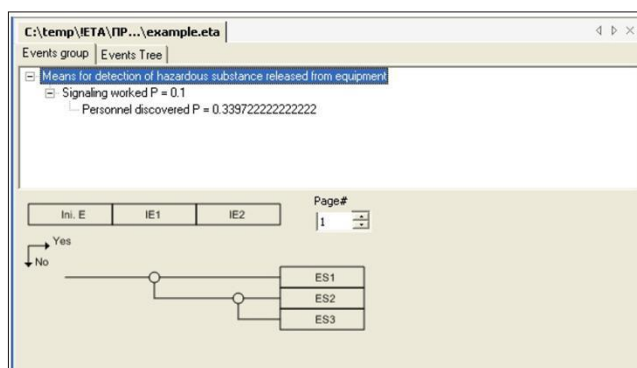 C:\temp\!ETA\ПР...\example.eta
Events group Events Tree
Means for detection of hazardous substance released from equipment
Signaling worked P = 0.1
Personnel discovered P = 0.339722222222222
Page#
Ini. E IE1 IE2 1
Yes
No
ES1
ES2
ES3